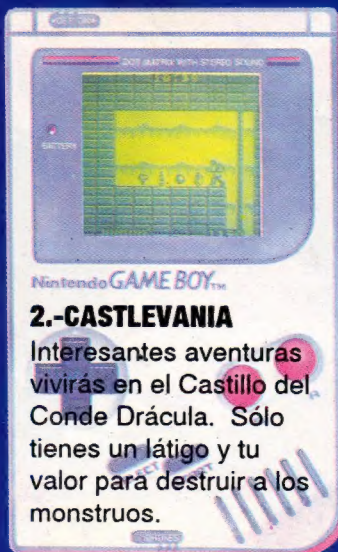 DOT MATRIX WITH STEREO SOUND
BATTERY
Nintendo GAME BOY™
2.-CASTLEVANIA
Interesantes aventuras
vivirás en el Castillo del
Conde Drácula. Sólo
tienes un látigo y tu
valor para destruir a los
monstruos.